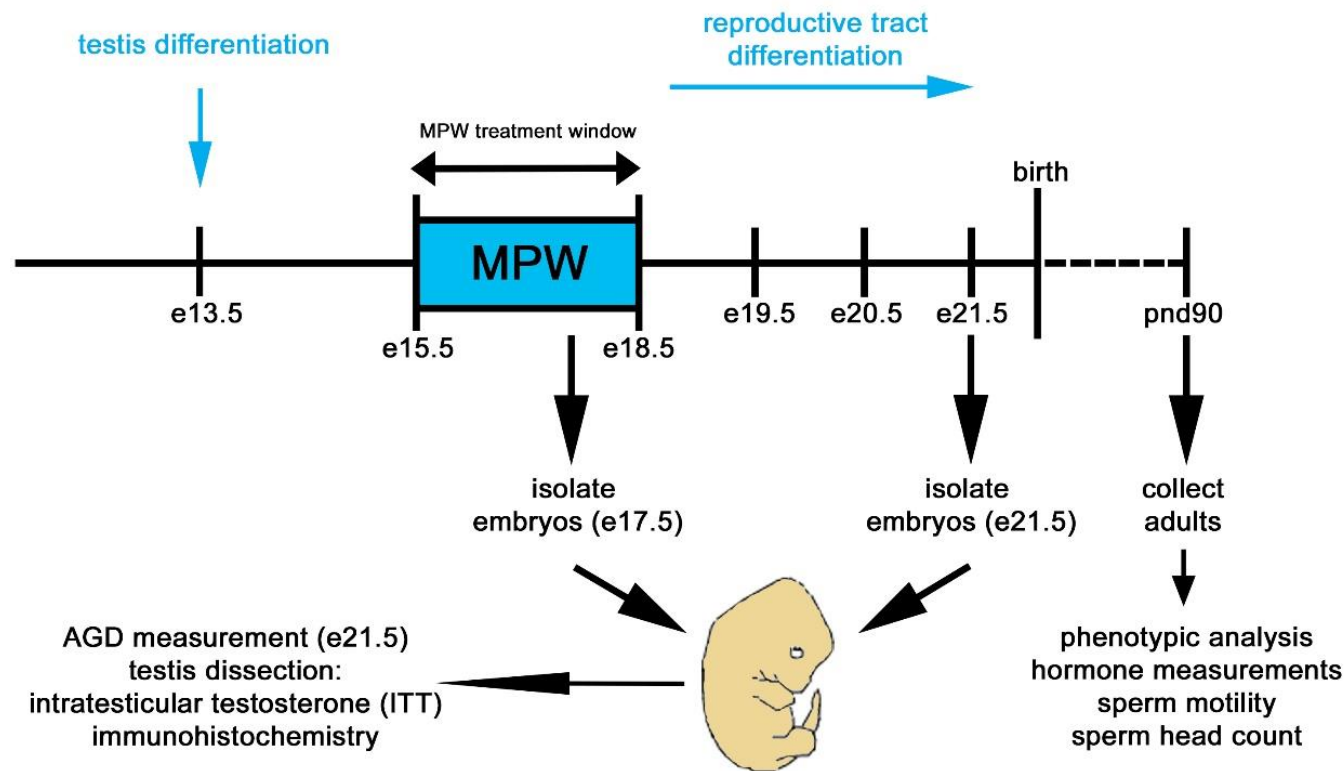 testis differentiation
reproductive tract
differentiation
MPW treatment window
birth
MPW
e13.5
e15.5
e18.5
e19.5
e20.5
e21.5
pnd90
isolate
embryos (e17.5)
isolate
embryos (e21.5)
collect
adults
AGD measurement (e21.5)
testis dissection:
intratesticular testosterone (ITT)
immunohistochemistry
phenotypic analysis
hormone measurements
sperm motility
sperm head count